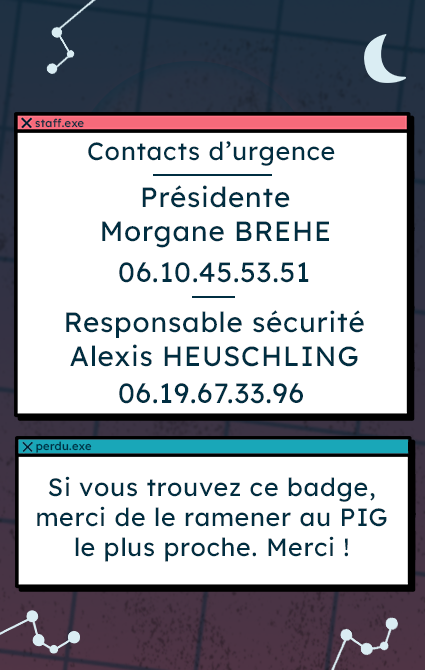 staff.exe
Contacts d’urgence
Présidente
Morgane BREHE
06.10.45.53.51
Responsable sécurité
Alexis HEUSCHLING
06.19.67.33.96
perdu.exe
Si vous trouvez ce badge,
merci de le ramener au PIG
le plus proche. Merci !